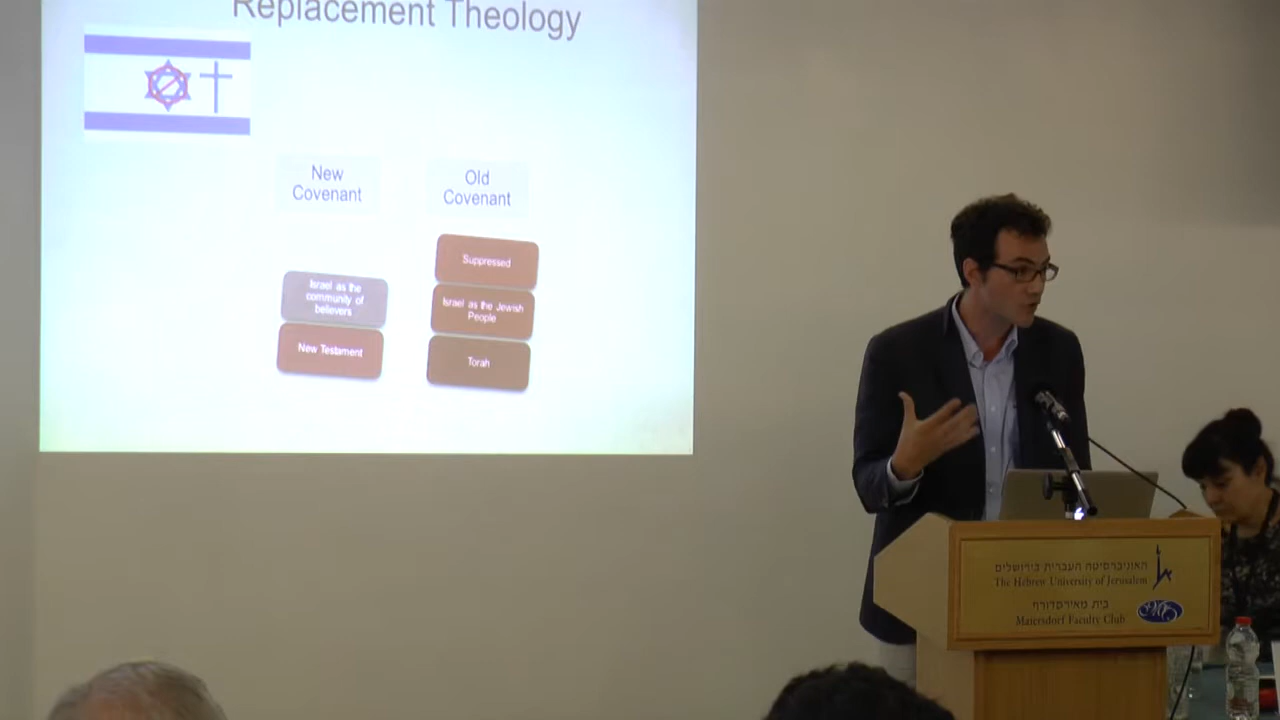 Replacement Theology
New
Covenant
Old
Covenant
Suppressed
Israel as the
community of
believers
Israel as the Jewish
People
New Testament
Torah
האוניברסיטה העברית בירושלים
The Hebrew University of Jerusalem
בית מאירסדורף
Maiersdorf Faculty Club